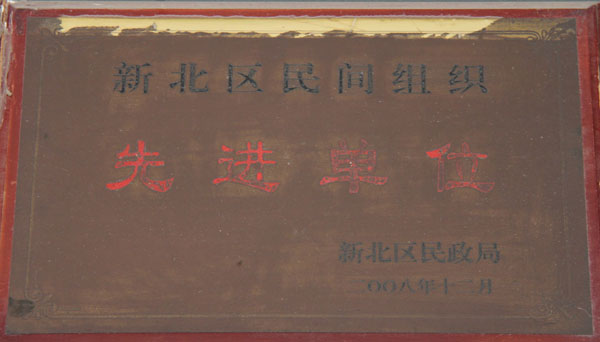 新北区民间组织
先进单位
新北区民政局
二〇〇八年十二月